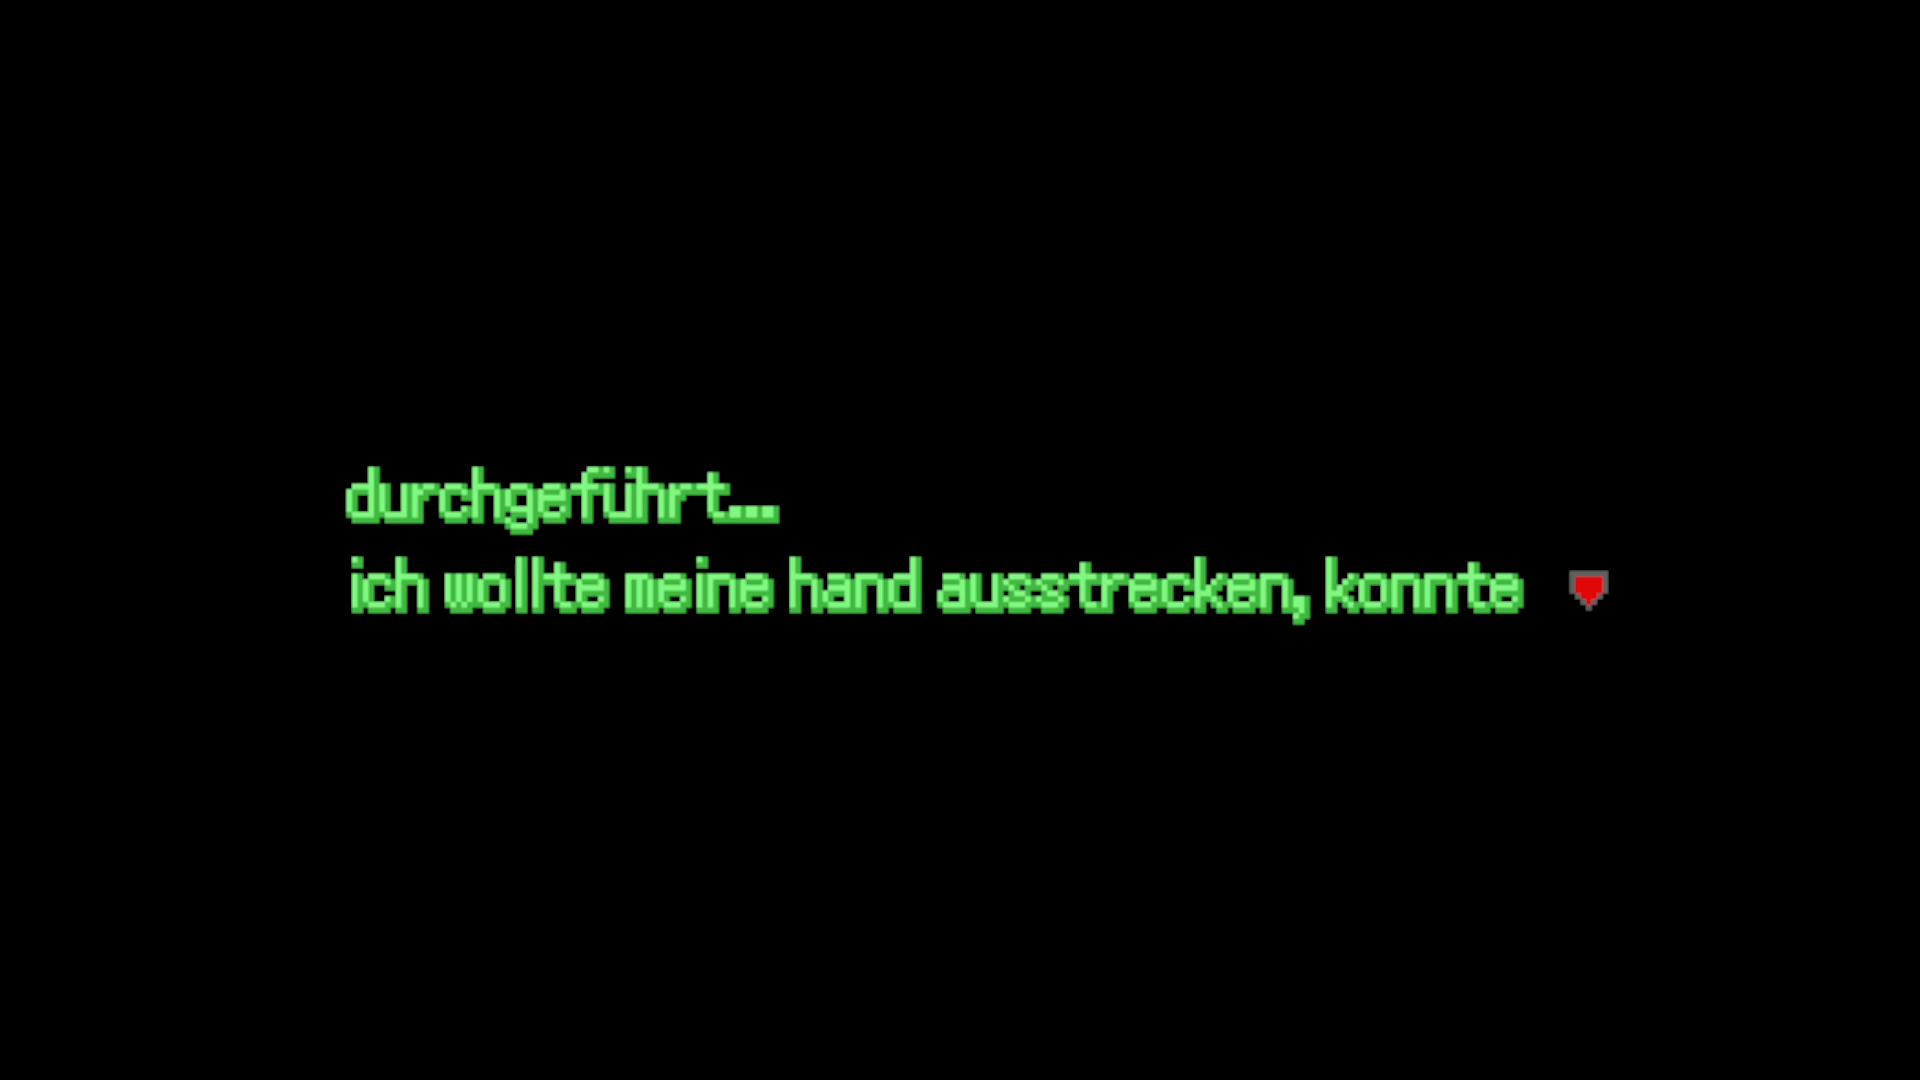 durchgeführt...
ich wollte meine hand ausstrecken, konnte